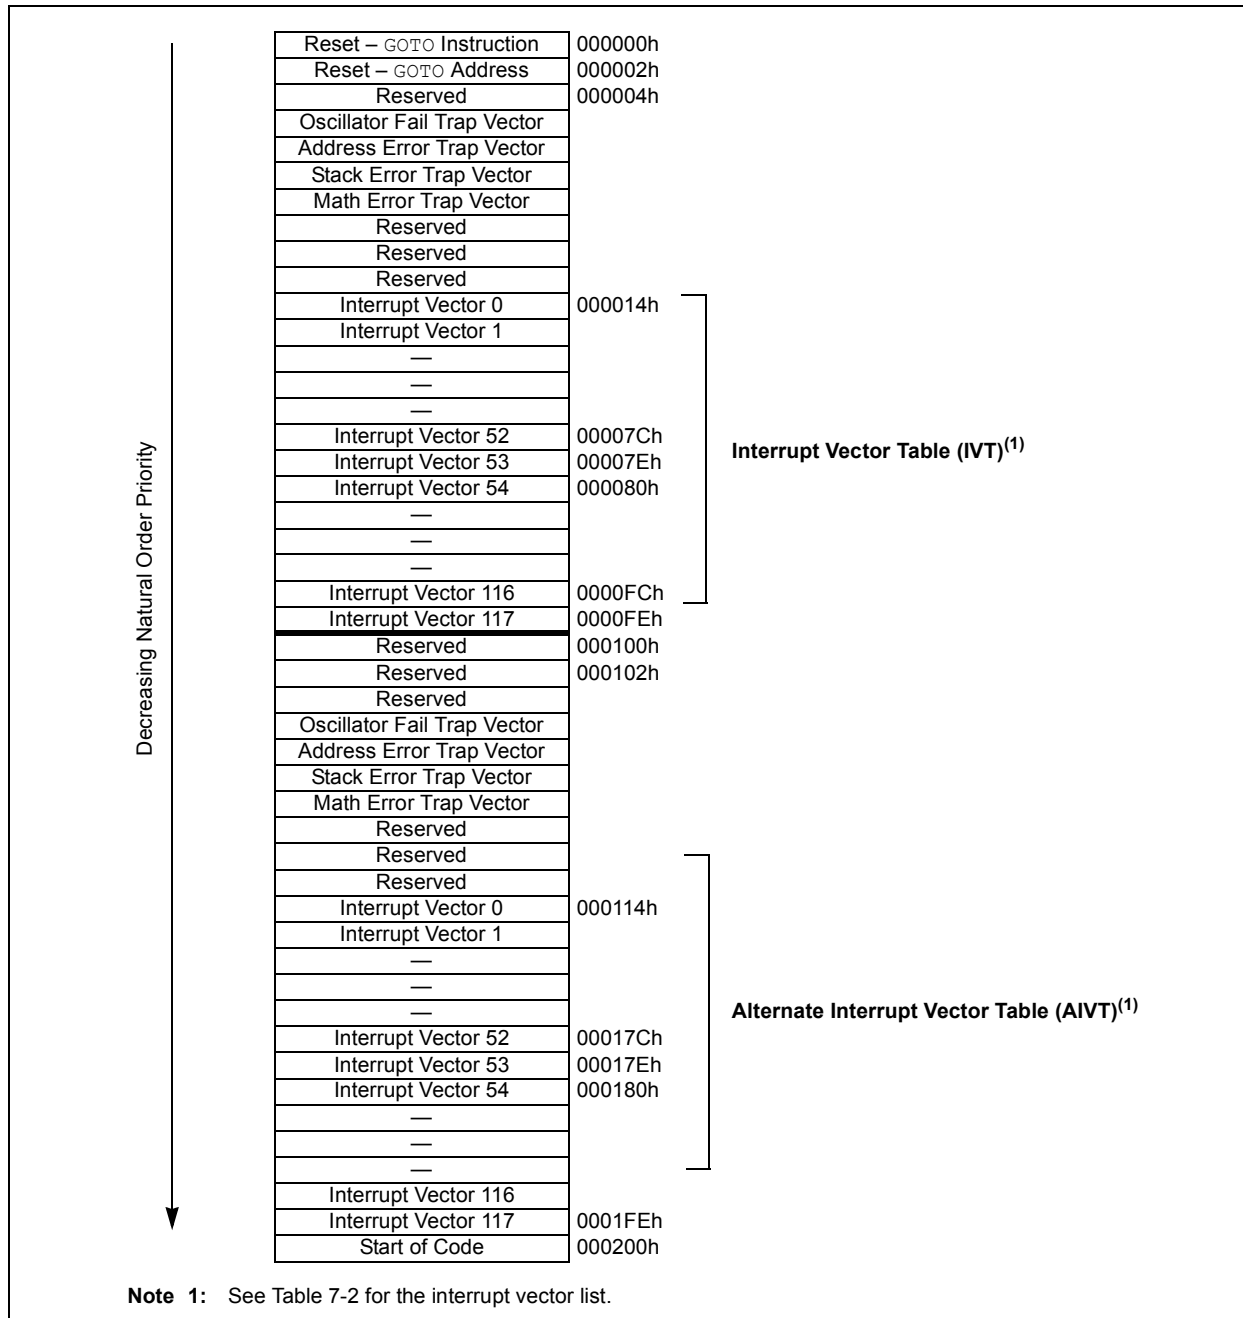 Reset – GOTO Instruction 000000h
Reset – GOTO Address 000002h
Reserved 000004h
Oscillator Fail Trap Vector
Address Error Trap Vector
Stack Error Trap Vector
Math Error Trap Vector
Reserved
Reserved
Reserved
Interrupt Vector 0 000014h
Interrupt Vector 1
—
—
—
Interrupt Vector 52 00007Ch
Interrupt Vector 53 00007Eh
Interrupt Vector 54 000080h
—
—
—
Interrupt Vector 116 0000FCh
Interrupt Vector 117 0000FEh
Interrupt Vector Table (IVT)(1)
Decreasing Natural Order Priority
Reserved 000100h
Reserved 000102h
Reserved
Oscillator Fail Trap Vector
Address Error Trap Vector
Stack Error Trap Vector
Math Error Trap Vector
Reserved
Reserved
Reserved
Interrupt Vector 0 000114h
Interrupt Vector 1
—
—
—
Interrupt Vector 52 00017Ch
Interrupt Vector 53 00017Eh
Interrupt Vector 54 000180h
—
—
—
Interrupt Vector 116
Interrupt Vector 117 0001FEh
Start of Code 000200h
Alternate Interrupt Vector Table (AIVT)(1)
Note 1: See Table 7-2 for the interrupt vector list.